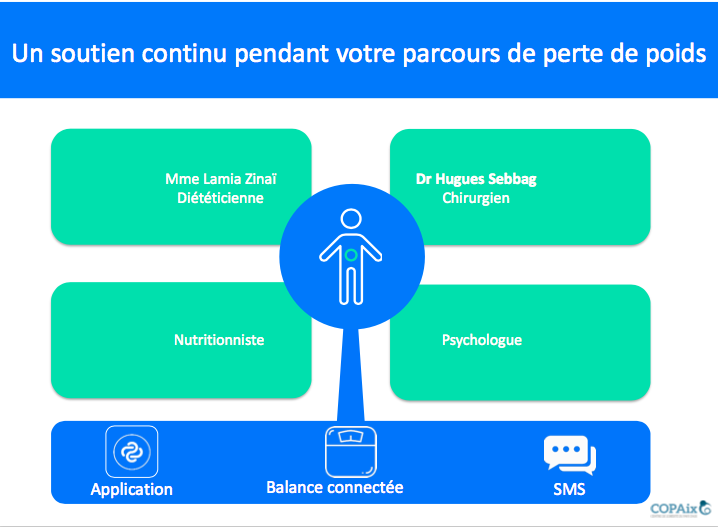 Un soutien continu pendant votre parcours de perte de poids
Mme Lamia Zinaï
Diététicienne
Dr Hugues Sebbag
Chirurgien
Nutritionniste
Psychologue
Application
Balance connectée
SMS
COPAix